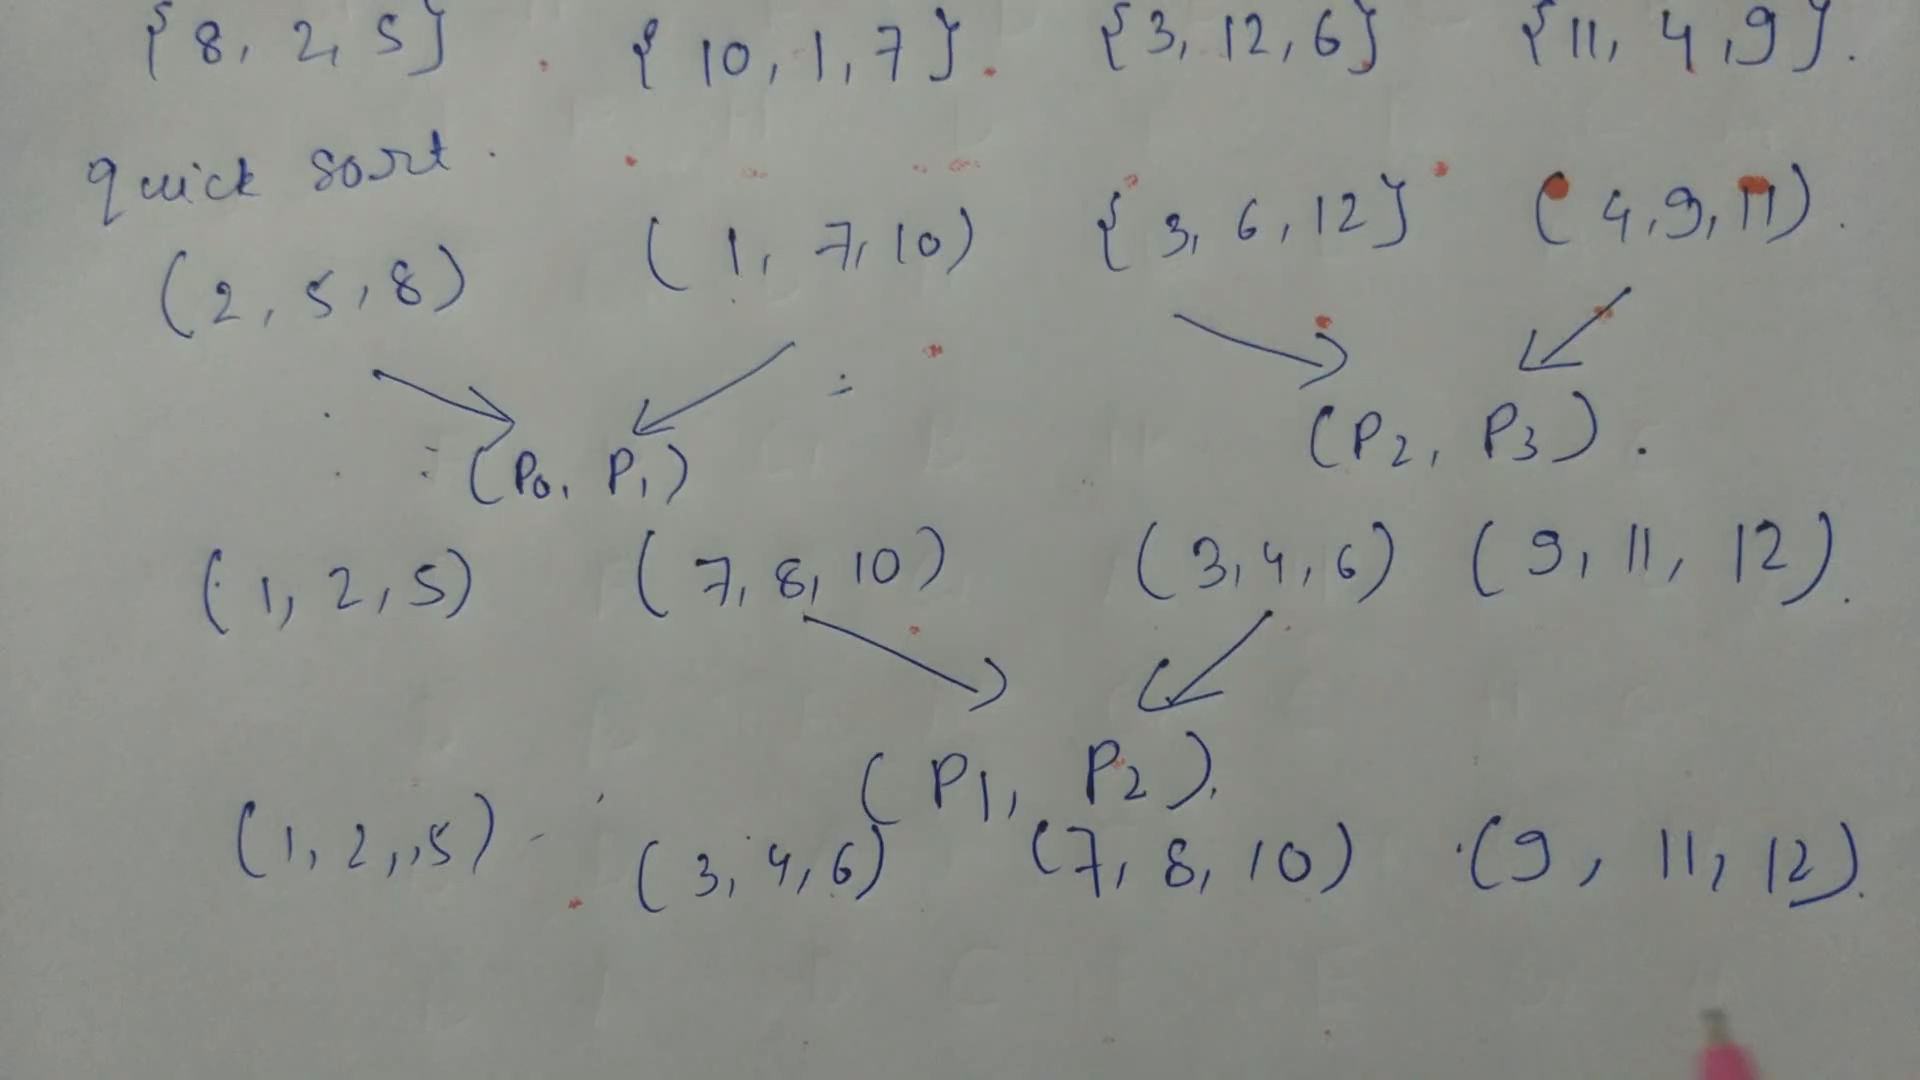 {8, 2, 5} . {10, 1, 7}. {3, 12, 6} {11, 4, 9}.
quick sort.
(2, 5, 8) (1, 7, 10) {3, 6, 12} (4, 9, 11).
(P0, P1) (P2, P3).
(1, 2, 5) (7, 8, 10) (3, 4, 6) (9, 11, 12).
(P1, P2).
(1, 2,, 5) (3, 4, 6) (7, 8, 10) (9, 11, 12).